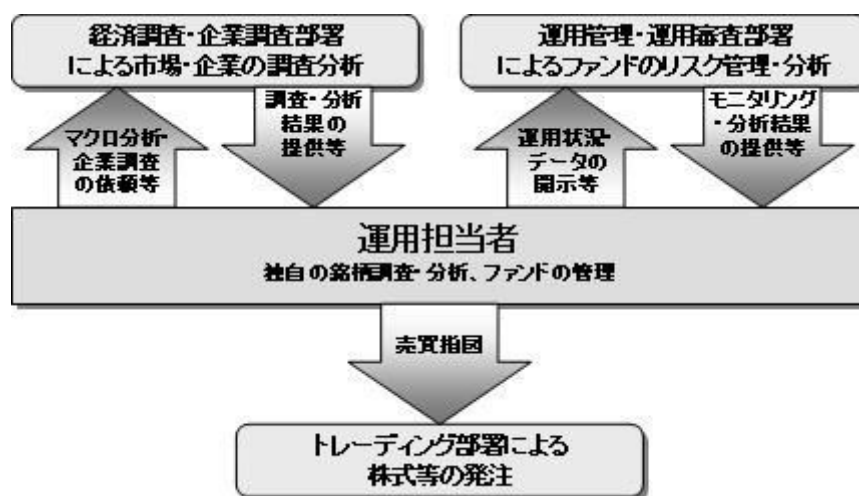 経済調査・企業調査部署
による市場・企業の調査分析
運用管理・運用審査部署
によるファンドのリスク管理・分析
マクロ分析・
企業調査
の依頼等
調査・分析
結果の
提供等
運用状況・
データの
開示等
モニタリング
・分析結果
の提供等
運用担当者
独自の銘柄調査・分析、ファンドの管理
売買指図
トレーディング部署による
株式等の発注